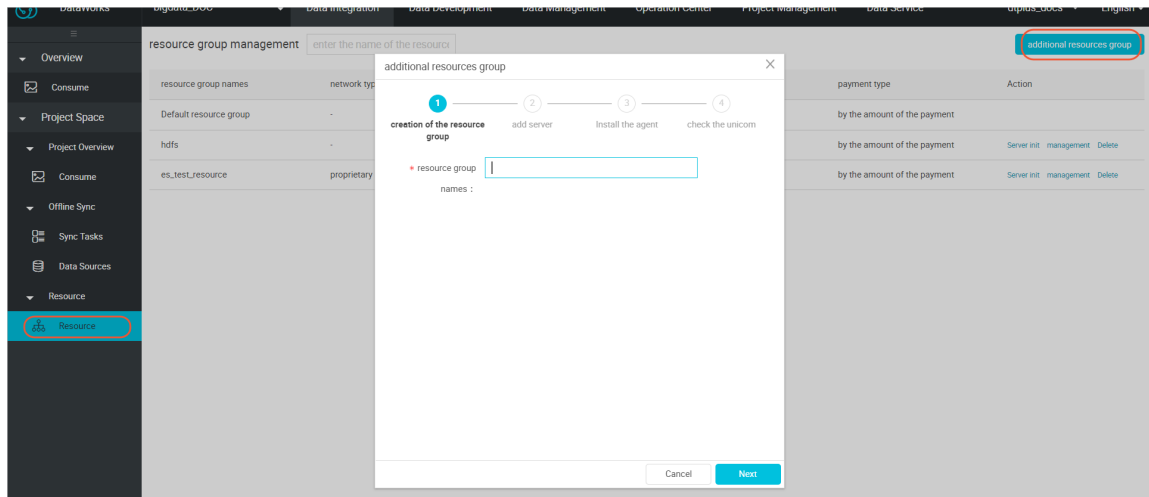 DataWorks
bigdata_DOC
Data Integration
Data Development
Data Management
Operation Center
Project Management
Data Service
dtplus_docs
English
Overview
Consume
Project Space
Project Overview
Consume
Offline Sync
Sync Tasks
Data Sources
Resource
Resource
resource group management
enter the name of the resourc
additional resources group
resource group names
network typ
payment type
Action
Default resource group
-
by the amount of the payment
hdfs
-
by the amount of the payment
Server init management Delete
es_test_resource
proprietary
by the amount of the payment
Server init management Delete
additional resources group
1
2
3
4
creation of the resource
group
add server
Install the agent
check the unicom
* resource group
names :
Cancel
Next